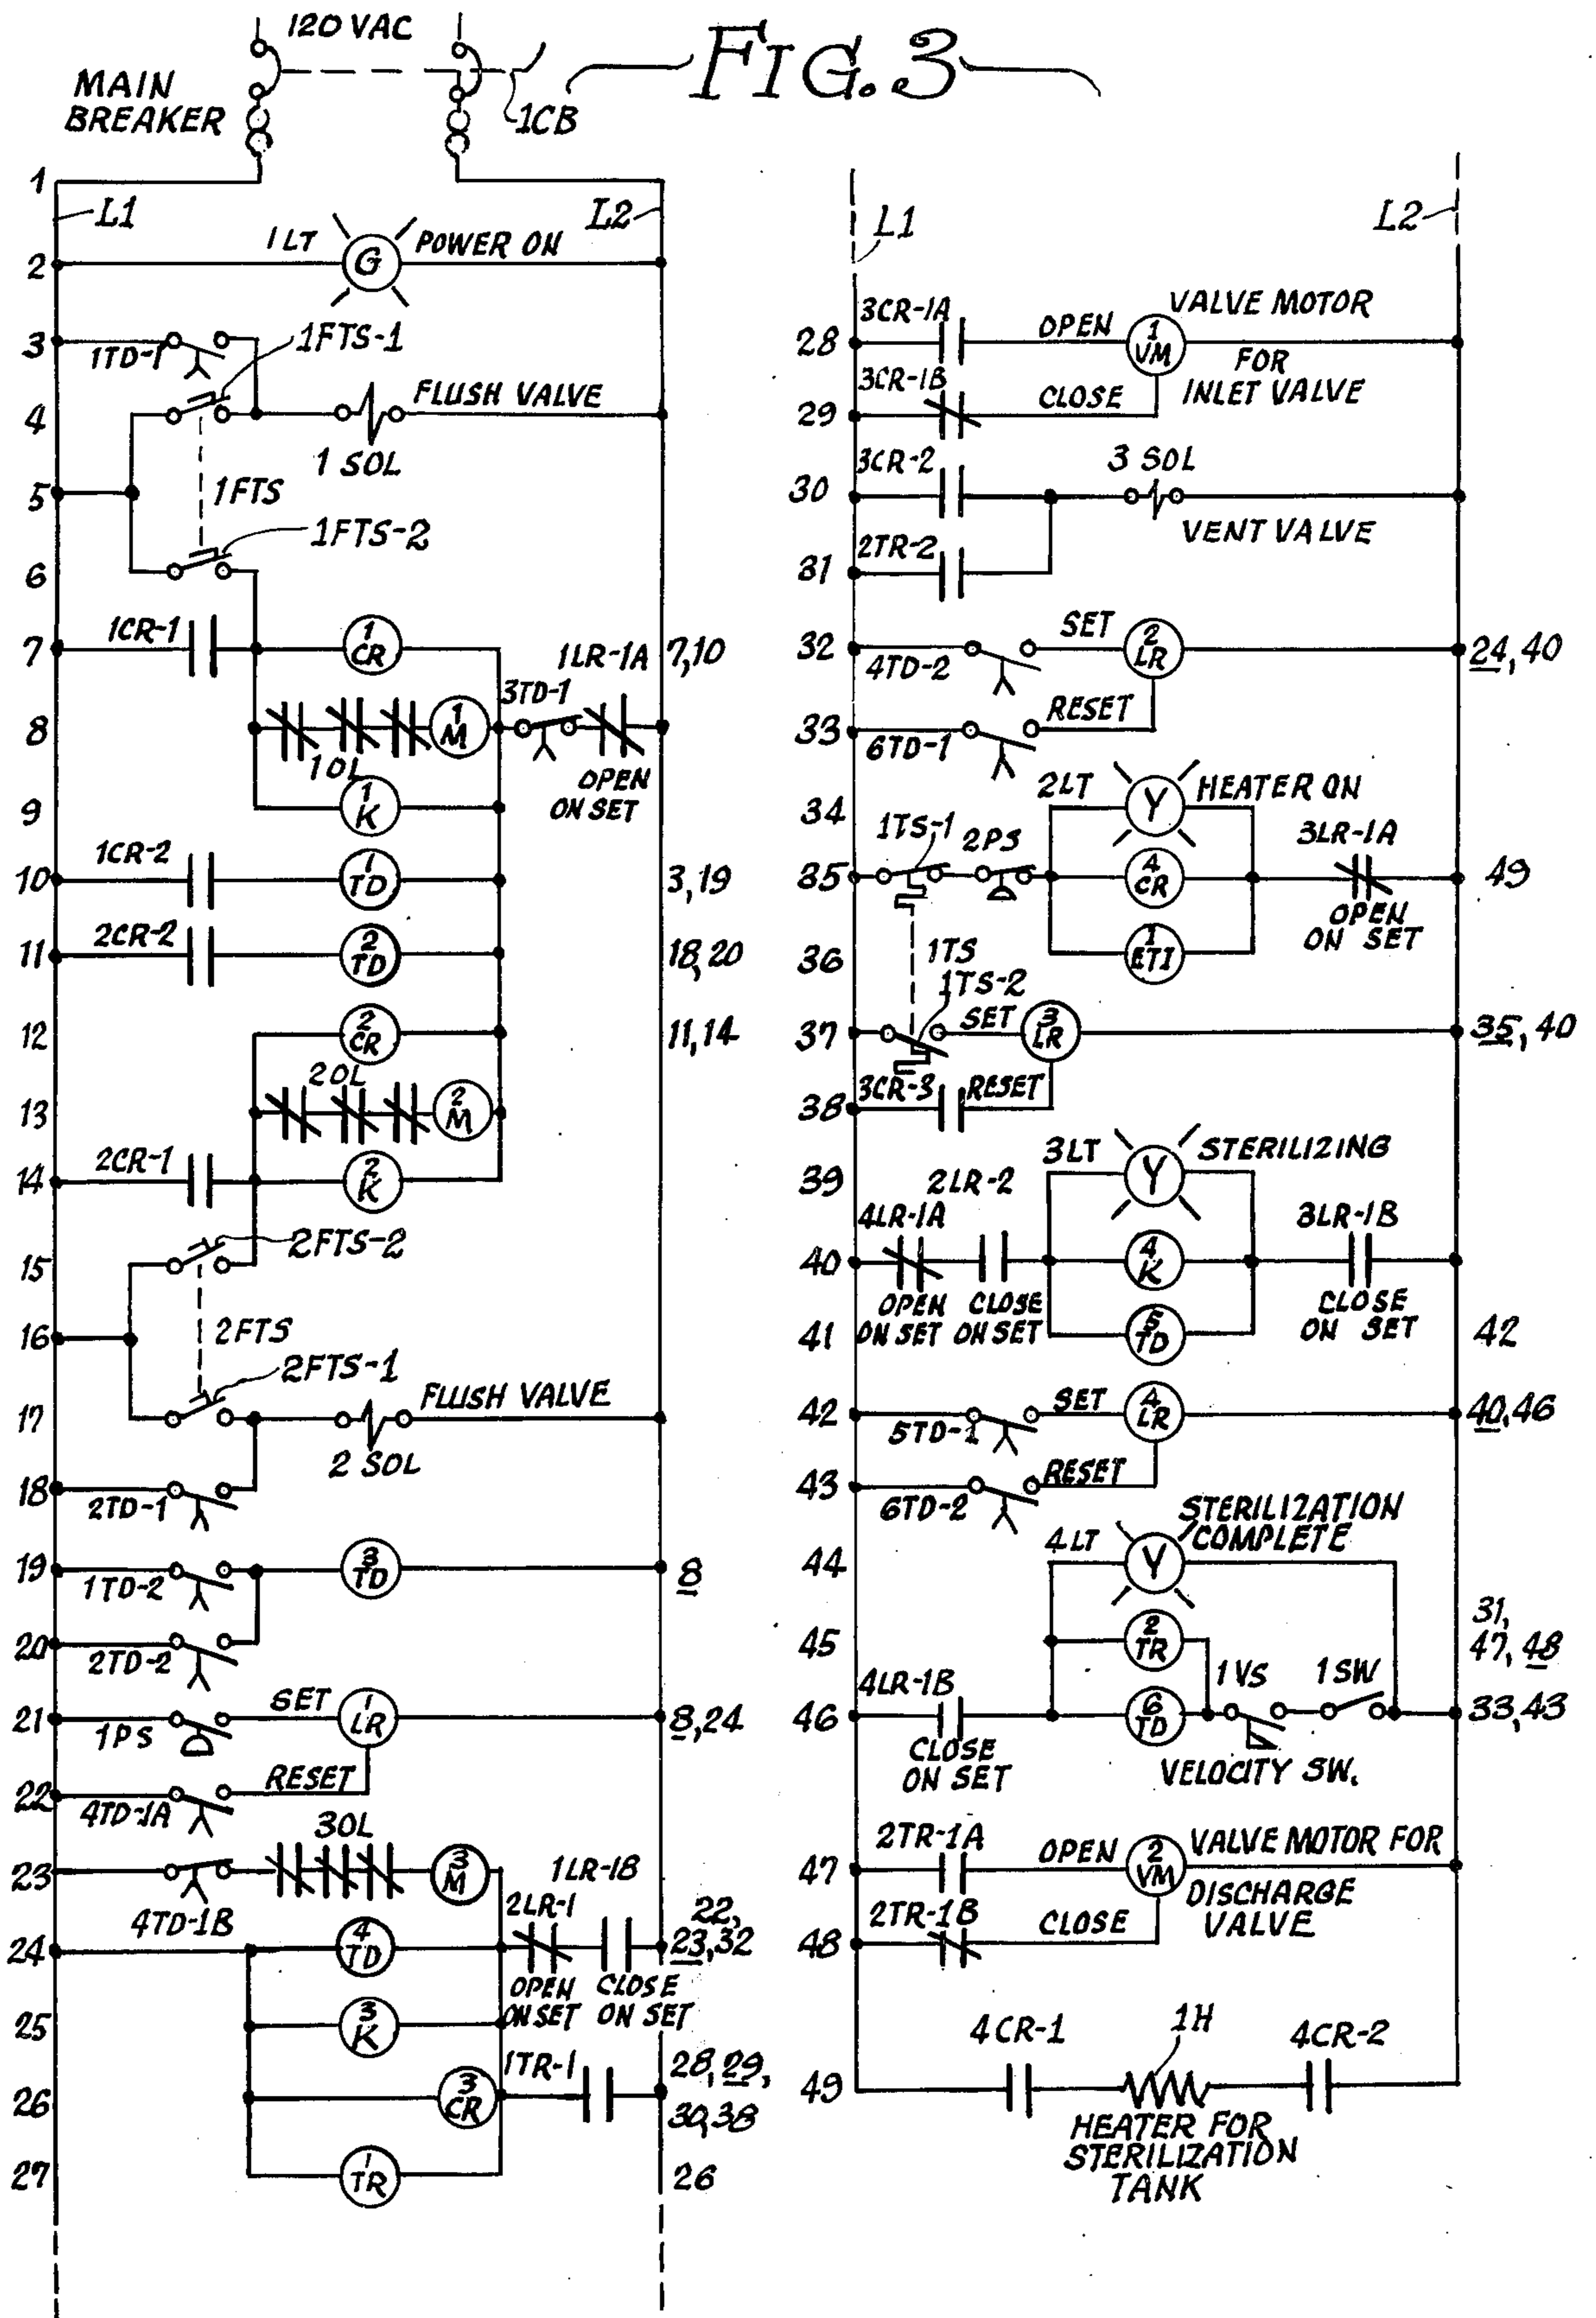 120 VAC
FIG. 3
MAIN
BREAKER
1CB
1
L1
L2
2
1 LT
G
POWER ON
3
1TD-1
1FTS-1
4
FLUSH VALVE
1 SOL
5
1FTS
1FTS-2
6
7
1CR-1
1
CR
1LR-1A
7,10
3TD-1
8
1
M
1OL
OPEN
ON SET
9
1
K
10
1CR-2
1
TD
3,19
11
2CR-2
2
TD
18,20
12
2
CR
11,14
2OL
13
2
M
14
2CR-1
2
K
2FTS-2
15
16
2FTS
2FTS-1
17
FLUSH VALVE
2 SOL
18
2TD-1
19
1TD-2
3
TD
8
20
2TD-2
21
1PS
SET
1
LR
8,24
22
4TD-1A
RESET
3OL
23
4TD-1B
3
M
1LR-1B
2LR-1
22,
23,32
24
4
TD
OPEN
ON SET
CLOSE
ON SET
25
3
K
1TR-1
28,29,
30,38
26
3
CR
27
1
TR
26
L1
L2
28
3CR-1A
OPEN
1
VM
VALVE MOTOR
FOR
INLET VALVE
29
3CR-1B
CLOSE
30
3CR-2
3 SOL
VENT VALVE
31
2TR-2
32
4TD-2
SET
2
LR
24,40
33
6TD-1
RESET
34
2LT
Y
HEATER ON
1TS-1
2PS
3LR-1A
35
4
CR
49
OPEN
ON SET
36
1TS
1
ETI
1TS-2
37
SET
3
LR
35,40
38
3CR-3
RESET
39
3LT
Y
STERILIZING
4LR-1A
2LR-2
3LR-1B
40
4
K
OPEN
ON SET
CLOSE
ON SET
CLOSE
ON SET
41
5
TD
42
42
5TD-1
SET
4
LR
40,46
43
6TD-2
RESET
STERILIZATION
COMPLETE
44
4LT
Y
45
2
TR
31,
47,48
4LR-1B
1VS
1SW
46
6
TD
33,43
CLOSE
ON SET
VELOCITY SW.
47
2TR-1A
OPEN
2
VM
VALVE MOTOR FOR
DISCHARGE
VALVE
48
2TR-1B
CLOSE
4CR-1
1H
4CR-2
49
HEATER FOR
STERILIZATION
TANK